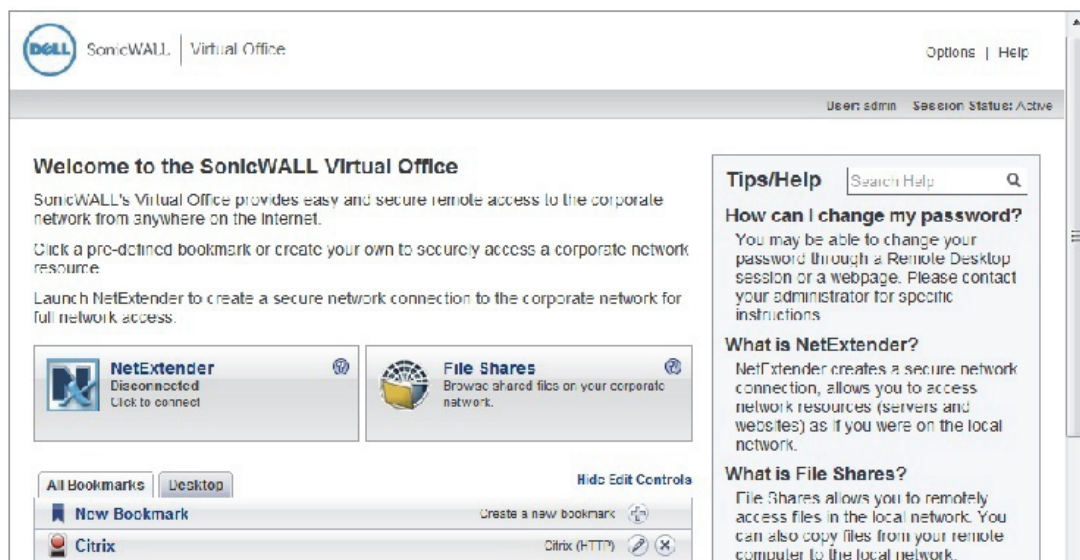 DELL SonicWALL | Virtual Office
Options | Help
User: admin Session Status: Active
Welcome to the SonicWALL Virtual Office
SonicWALL's Virtual Office provides easy and secure remote access to the corporate
network from anywhere on the Internet.
Click a pre-defined bookmark or create your own to securely access a corporate network
resource
Launch NetExtender to create a secure network connection to the corporate network for
full network access.
NetExtender
Disconnected
Click to connect
File Shares
Browse shared files on your corporate
network.
All Bookmarks
Desktop
Hide Edit Controls
New Bookmark
Create a new bookmark
Citrix
Citrix (HTTP)
Tips/Help
Search Help
How can I change my password?
You may be able to change your
password through a Remote Desktop
session or a webpage. Please contact
your administrator for specific
instructions
What is NetExtender?
NetExtender creates a secure network
connection, allows you to access
network resources (servers and
websites) as if you were on the local
network.
What is File Shares?
File Shares allows you to remotely
access files in the local network. You
can also copy files from your remote
computer to the local network.